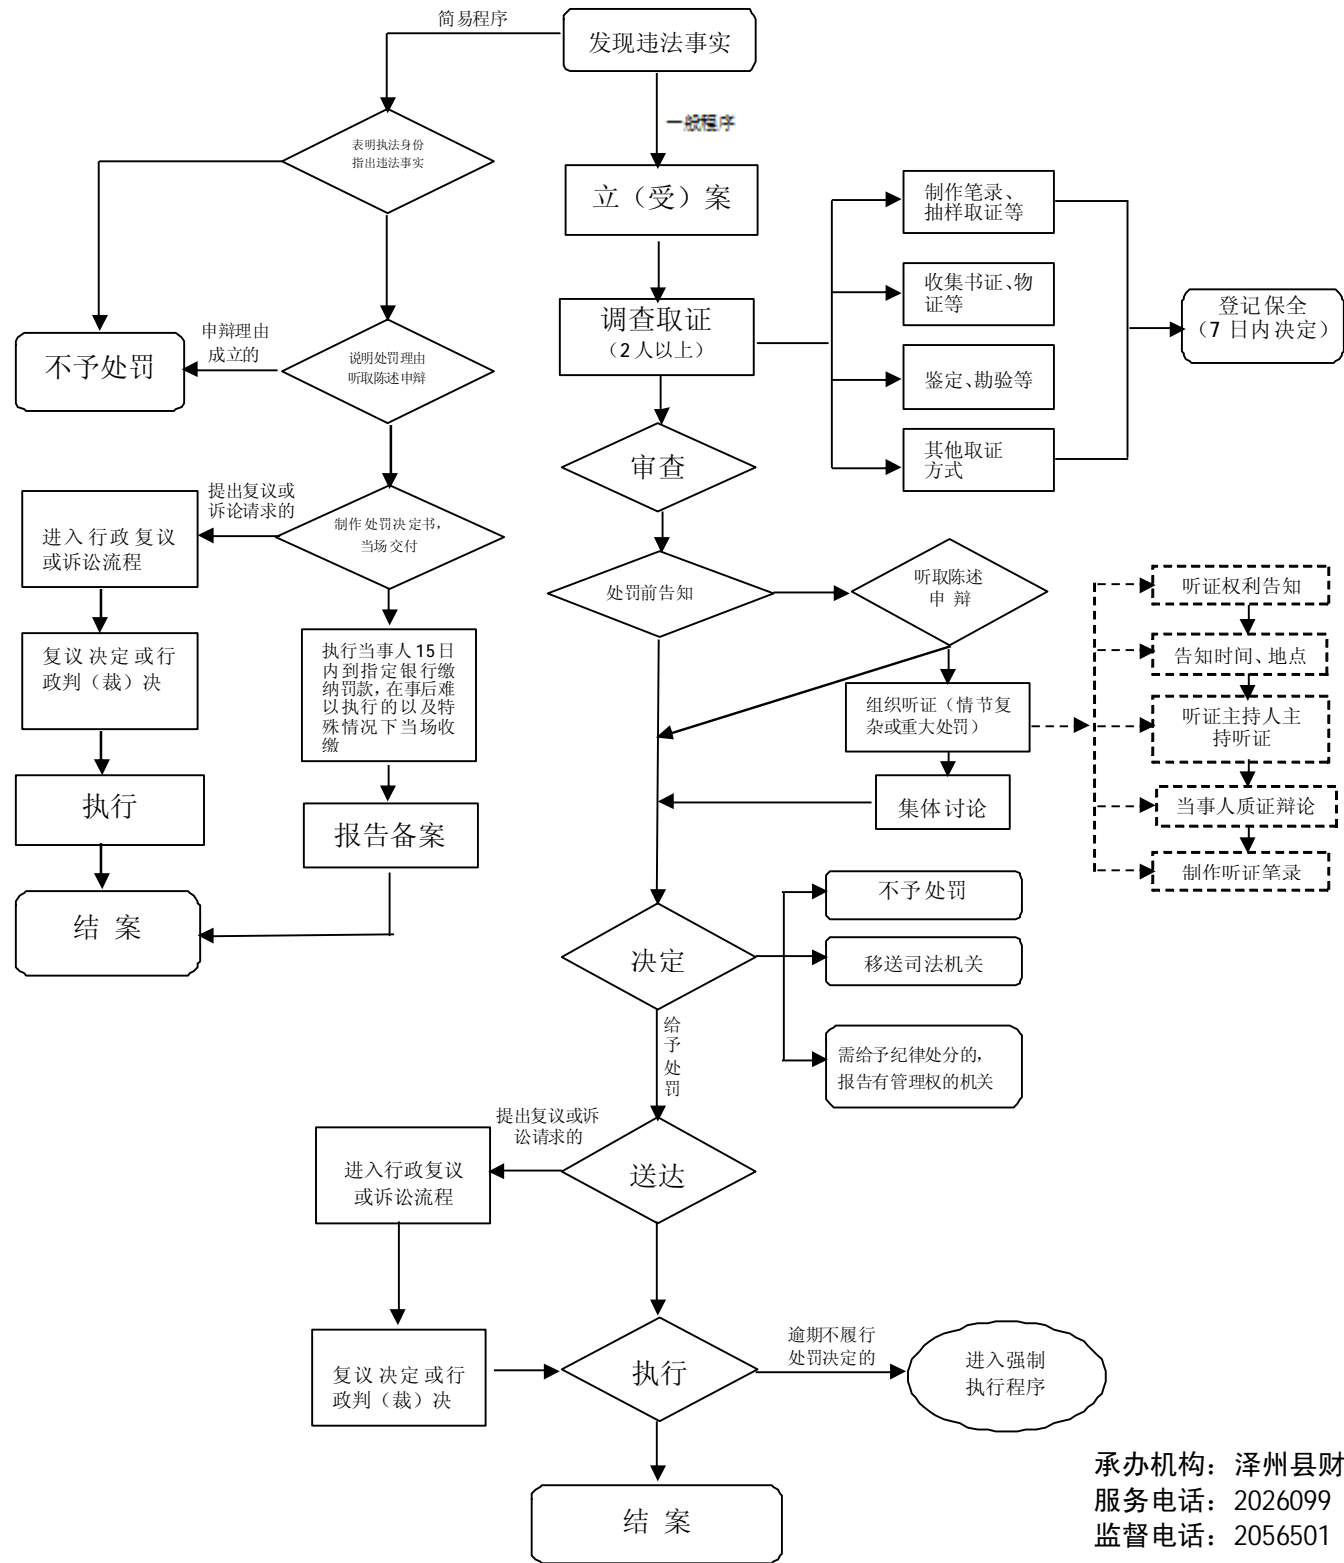 简易程序
发现违法事实
一般程序
表明执法身份
指出违法事实
立（受）案
制作笔录、
抽样取证等
收集书证、物
证等
登记保全
（7 日内决定）
调查取证
（2 人以上）
申辩理由
成立的
不予处罚
说明处罚理由
听取陈述申辩
鉴定、勘验等
其他取证
方式
审查
提出复议或
诉讼请求的
进入行政复议
或诉讼流程
制作处罚决定书，
当场交付
处罚前告知
听取陈述
申 辩
听证权利告知
告知时间、地点
复议决定或行
政判（裁）决
执行当事人 15 日
内到指定银行缴
纳罚款，在事后难
以执行的以及特
殊情况下当场收
缴
组织听证（情节复
杂或重大处罚）
听证主持人主
持听证
执行
报告备案
集体讨论
当事人质证辩论
制作听证笔录
结 案
不予处罚
决定
移送司法机关
给
予
处
罚
需给予纪律处分的，
报告有管理权的机关
提出复议或诉
讼请求的
进入行政复议
或诉讼流程
送达
复议决定或行
政判（裁）决
执行
逾期不履行
处罚决定的
进入强制
执行程序
结 案
承办机构：泽州县财
服务电话：2026099
监督电话：2056501